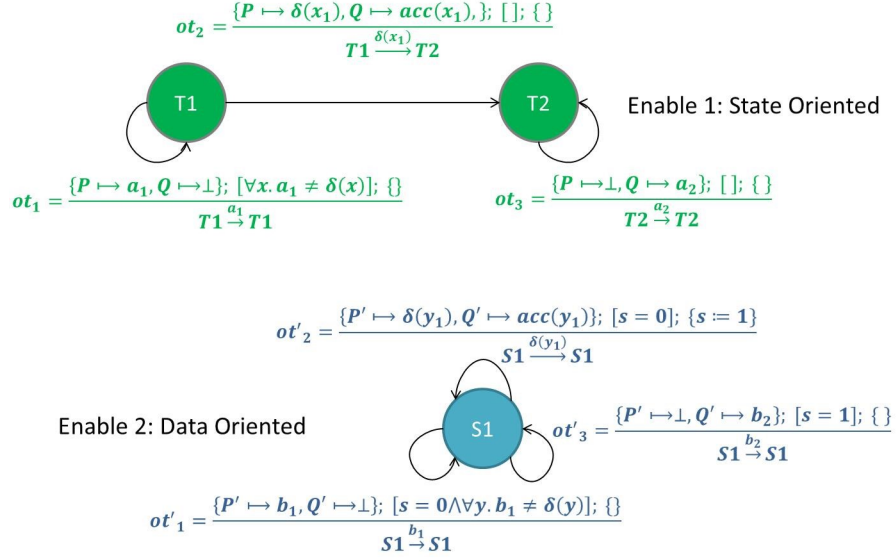 ot₂ = {P ↦ δ(x₁), Q ↦ acc(x₁),}; [ ]; { }
T1 —δ(x₁)→ T2
T1
T2
Enable 1: State Oriented
ot₁ = {P ↦ a₁, Q ↦⊥}; [∀x. a₁ ≠ δ(x)]; {}
T1 —a₁→ T1
ot₃ = {P ↦⊥, Q ↦ a₂}; [ ]; { }
T2 —a₂→ T2
ot'₂ = {P' ↦ δ(y₁), Q' ↦ acc(y₁)}; [s = 0]; {s ≔ 1}
S1 —δ(y₁)→ S1
Enable 2: Data Oriented
S1
ot'₃ = {P' ↦⊥, Q' ↦ b₂}; [s = 1]; { }
S1 —b₂→ S1
ot'₁ = {P' ↦ b₁, Q' ↦⊥}; [s = 0⋀∀y. b₁ ≠ δ(y)]; {}
S1 —b₁→ S1